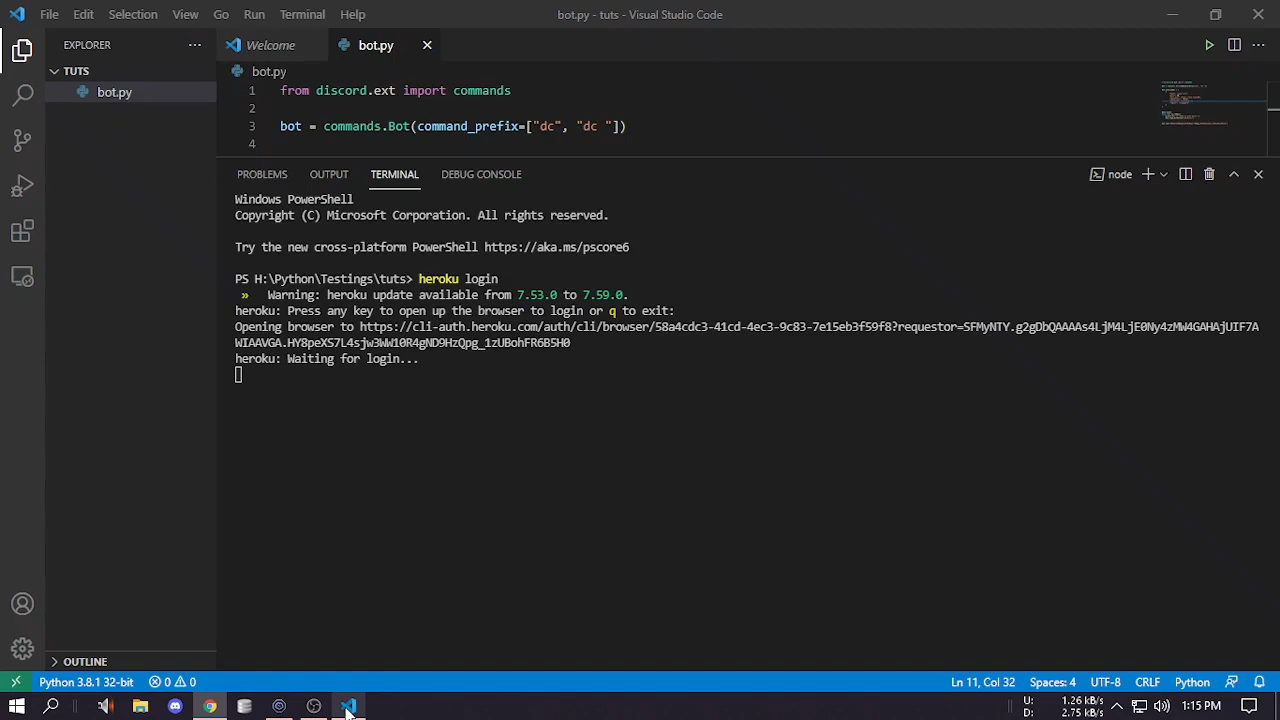 File Edit Selection View Go Run Terminal Help
bot.py - tuts - Visual Studio Code
EXPLORER
Welcome
bot.py
TUTS
bot.py
bot.py
1 from discord.ext import commands
2
3 bot = commands.Bot(command_prefix=["dc", "dc "])
4
PROBLEMS OUTPUT TERMINAL DEBUG CONSOLE
node
Windows PowerShell
Copyright (C) Microsoft Corporation. All rights reserved.
Try the new cross-platform PowerShell https://aka.ms/pscore6
PS H:\Python\Testings\tuts> heroku login
» Warning: heroku update available from 7.53.0 to 7.59.0.
heroku: Press any key to open up the browser to login or q to exit:
Opening browser to https://cli-auth.heroku.com/auth/cli/browser/58a4cdc3-41cd-4ec3-9c83-7e15eb3f59f8?requestor=SFMyNTY.g2gDbQAAAAs4LjM4LjE0Ny4zMW4GAHAjUIF7A
WIAAVGA.HY8peXS7L4sjw3WW10R4gND9HzQpg_1zUBohFR6B5H0
heroku: Waiting for login...
OUTLINE
Python 3.8.1 32-bit
0 0
Ln 11, Col 32
Spaces: 4
UTF-8
CRLF
Python
U: 1.26 kB/s
D: 2.75 kB/s
1:15 PM